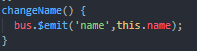 changeName() {
bus.$emit('name',this.name);
}